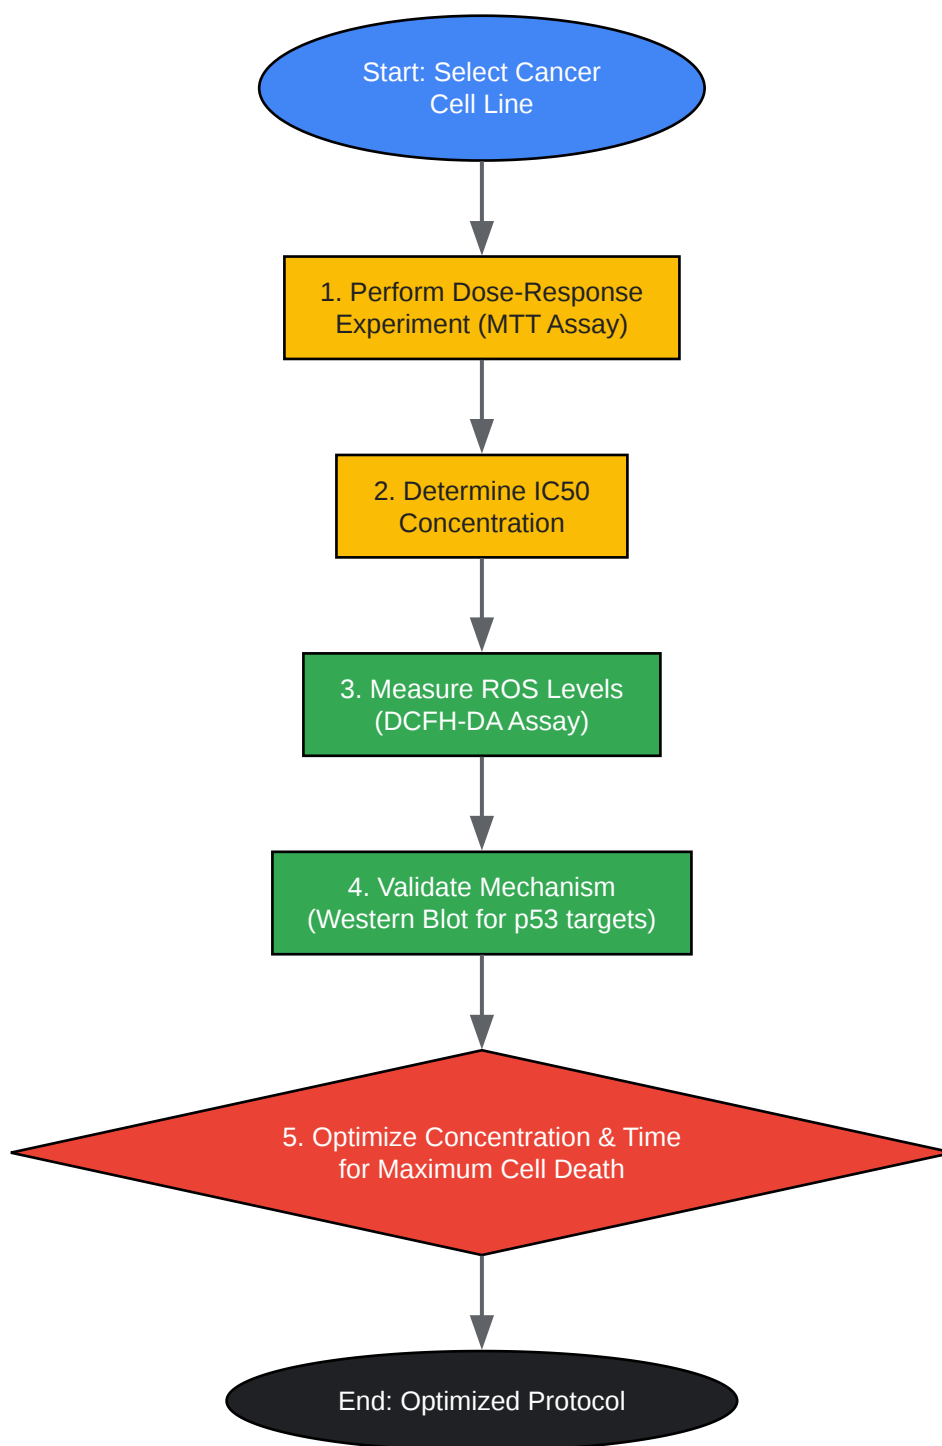 Start: Select Cancer
Cell Line
1. Perform Dose-Response
Experiment (MTT Assay)
2. Determine IC50
Concentration
3. Measure ROS Levels
(DCFH-DA Assay)
4. Validate Mechanism
(Western Blot for p53 targets)
5. Optimize Concentration & Time
for Maximum Cell Death
End: Optimized Protocol